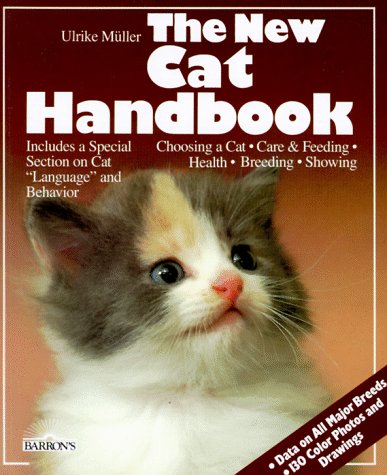 Ulrike Müller
The New
Cat
Handbook
Includes a Special
Section on Cat
“Language” and
Behavior
Choosing a Cat • Care & Feeding •
Health • Breeding • Showing
• Data on All Major Breeds
• 130 Color Photos and
Drawings
BARRON'S